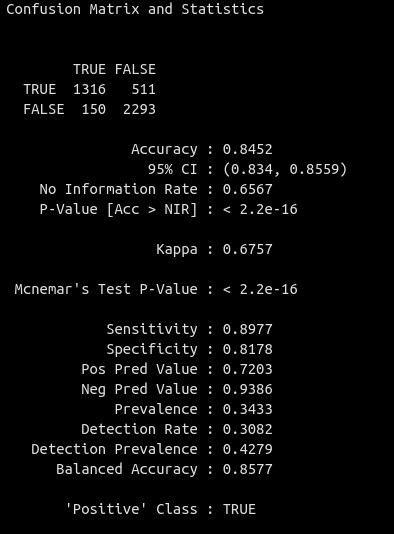 Confusion Matrix and Statistics
TRUE FALSE
TRUE 1316 511
FALSE 150 2293
Accuracy : 0.8452
95% CI : (0.834, 0.8559)
No Information Rate : 0.6567
P-Value [Acc > NIR] : < 2.2e-16
Kappa : 0.6757
Mcnemar's Test P-Value : < 2.2e-16
Sensitivity : 0.8977
Specificity : 0.8178
Pos Pred Value : 0.7203
Neg Pred Value : 0.9386
Prevalence : 0.3433
Detection Rate : 0.3082
Detection Prevalence : 0.4279
Balanced Accuracy : 0.8577
'Positive' Class : TRUE